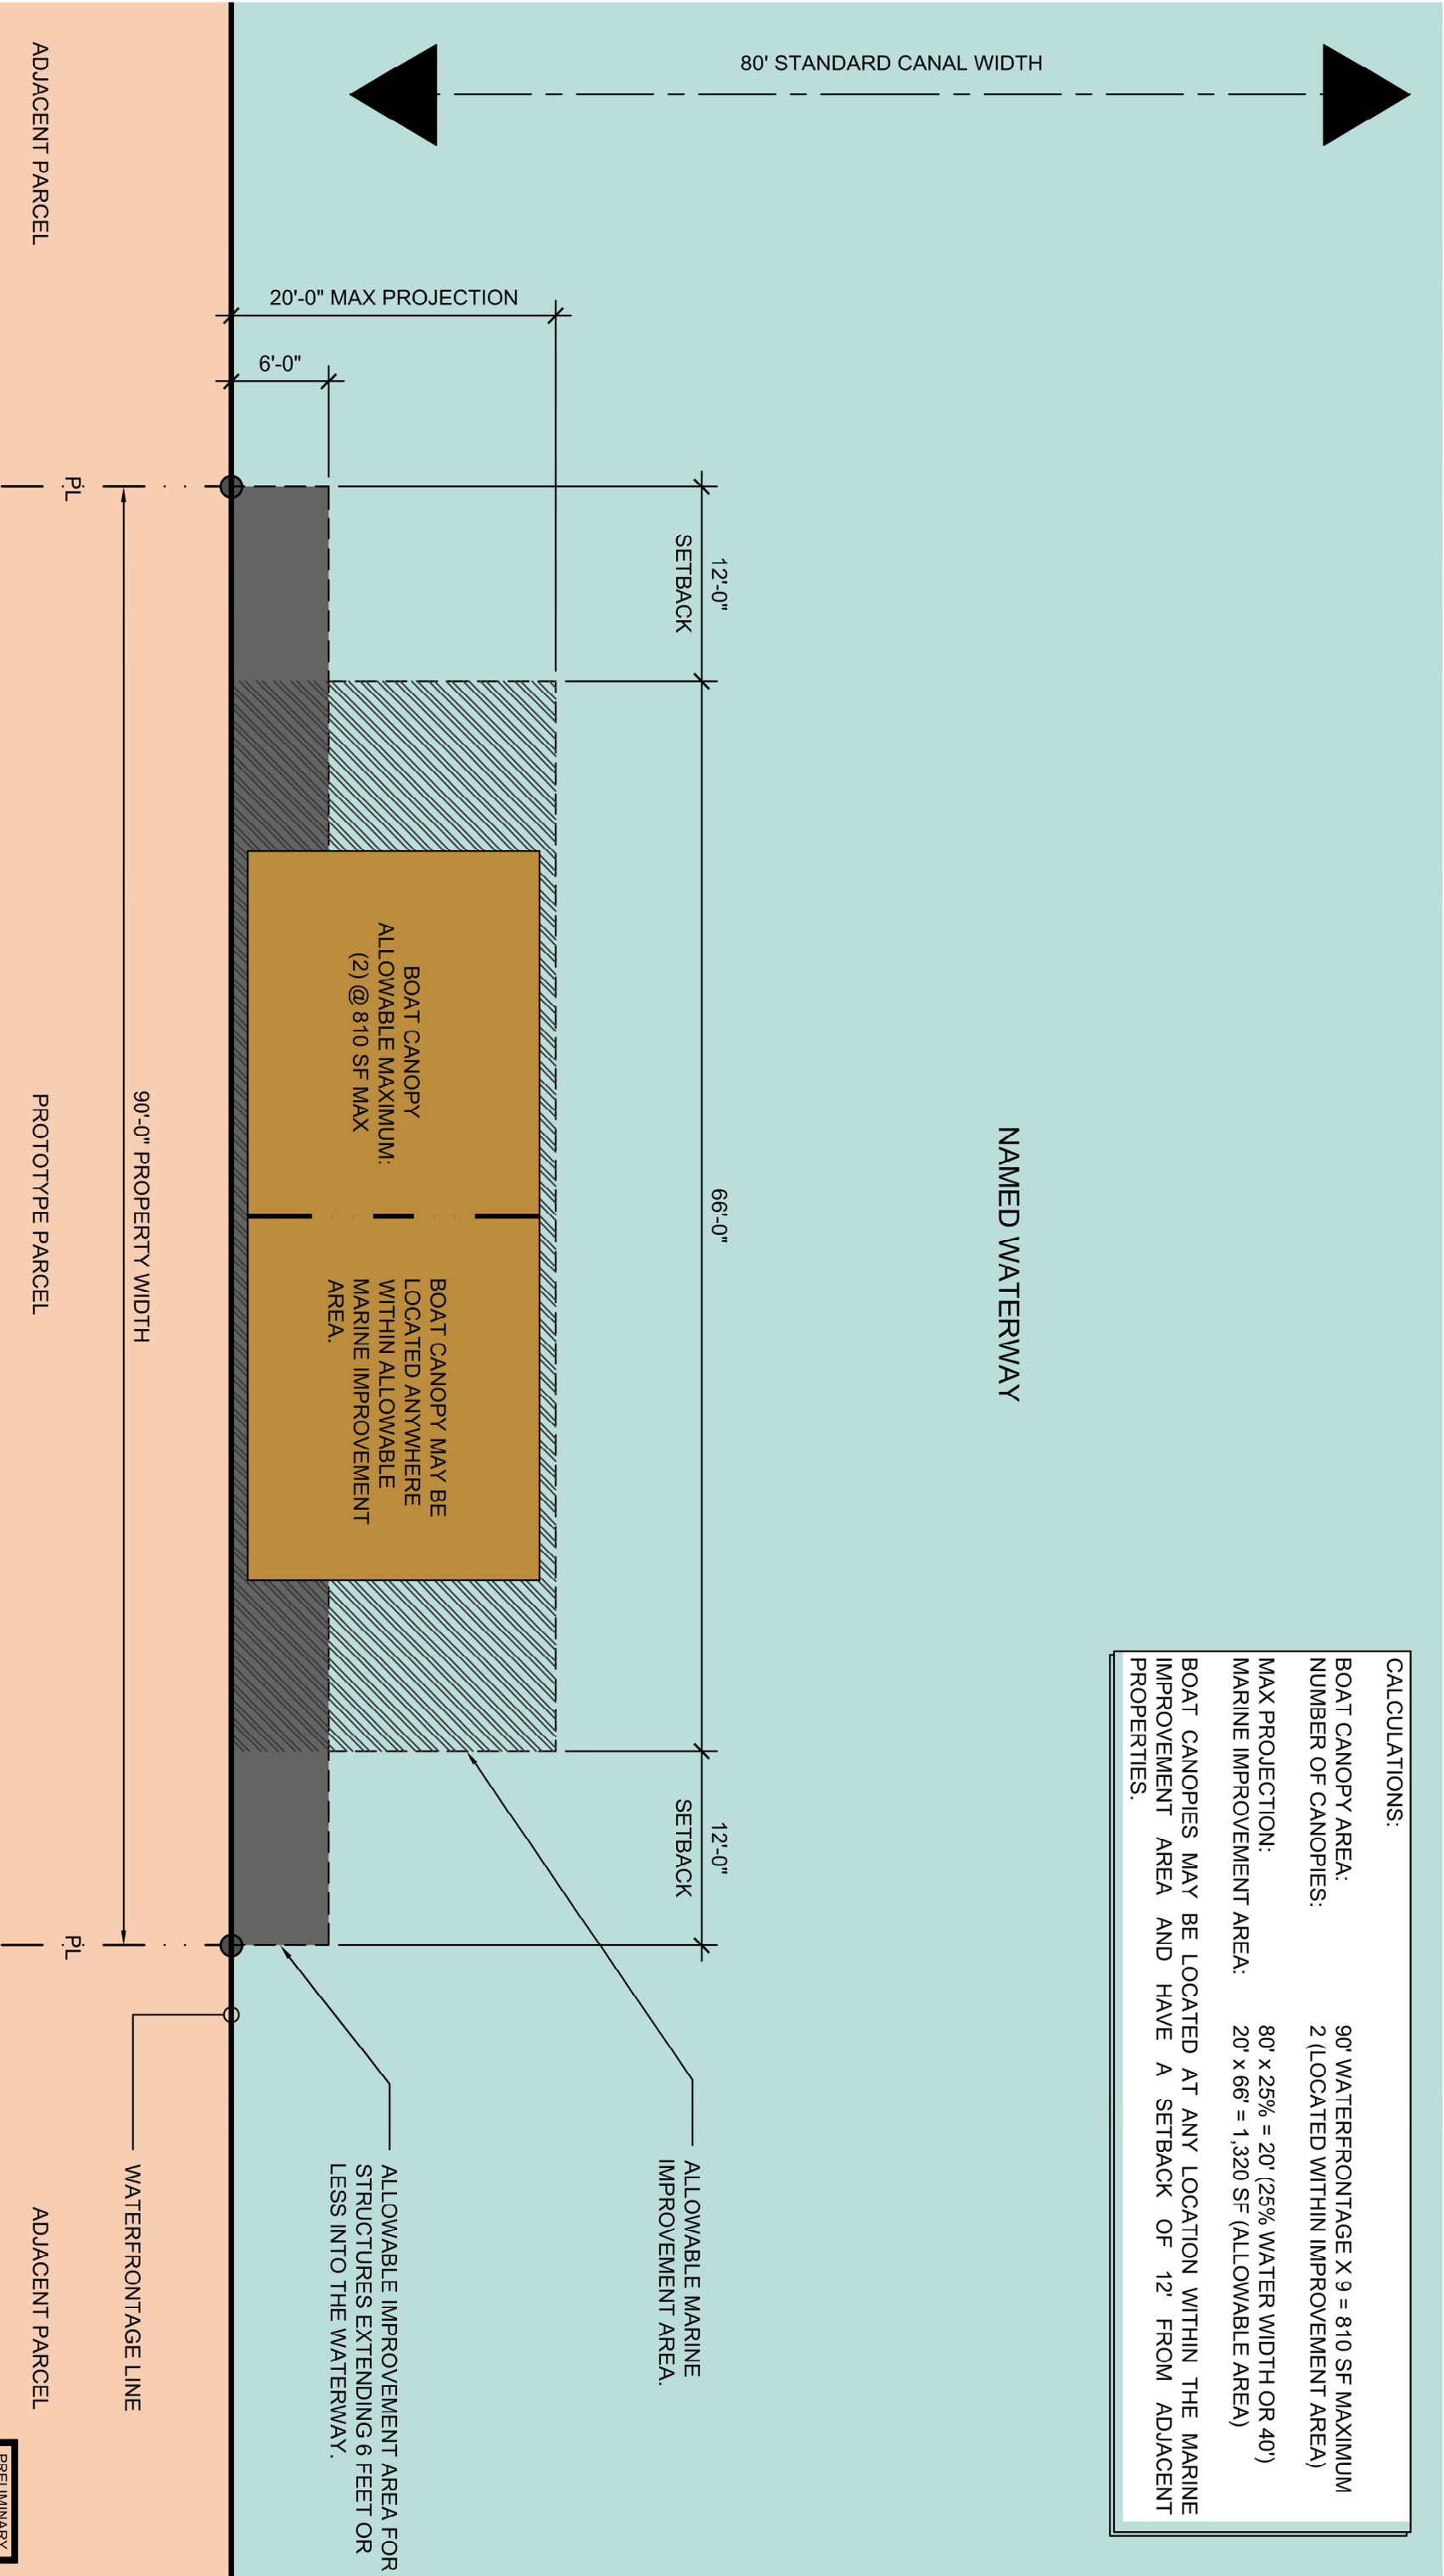 CALCULATIONS:
BOAT CANOPY AREA: 90' WATERFRONTAGE X 9 = 810 SF MAXIMUM
NUMBER OF CANOPIES: 2 (LOCATED WITHIN IMPROVEMENT AREA)
MAX PROJECTION: 80' x 25% = 20' (25% WATER WIDTH OR 40')
MARINE IMPROVEMENT AREA: 20' x 66' = 1,320 SF (ALLOWABLE AREA)
BOAT CANOPIES MAY BE LOCATED AT ANY LOCATION WITHIN THE MARINE
IMPROVEMENT AREA AND HAVE A SETBACK OF 12' FROM ADJACENT
PROPERTIES.
80' STANDARD CANAL WIDTH
NAMED WATERWAY
12'-0"
SETBACK
66'-0"
12'-0"
SETBACK
20'-0" MAX PROJECTION
6'-0"
BOAT CANOPY
ALLOWABLE MAXIMUM:
(2) @ 810 SF MAX
BOAT CANOPY MAY BE
LOCATED ANYWHERE
WITHIN ALLOWABLE
MARINE IMPROVEMENT
AREA.
ALLOWABLE MARINE
IMPROVEMENT AREA.
ALLOWABLE IMPROVEMENT AREA FOR
STRUCTURES EXTENDING 6 FEET OR
LESS INTO THE WATERWAY.
WATERFRONTAGE LINE
90'-0" PROPERTY WIDTH
PL
PL
ADJACENT PARCEL
PROTOTYPE PARCEL
ADJACENT PARCEL
PRELIMINARY